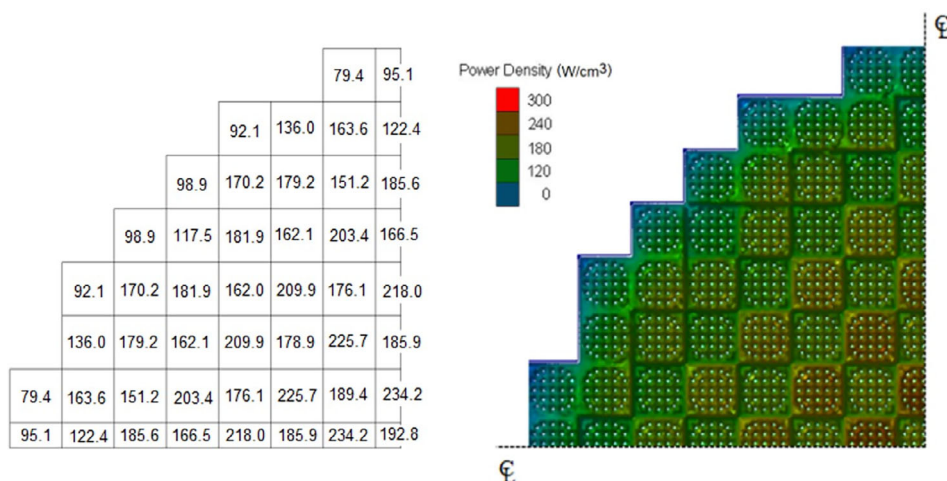 79.4 95.1
92.1 136.0 163.6 122.4
98.9 170.2 179.2 151.2 185.6
98.9 117.5 181.9 162.1 203.4 166.5
92.1 170.2 181.9 162.0 209.9 176.1 218.0
136.0 179.2 162.1 209.9 178.9 225.7 185.9
79.4 163.6 151.2 203.4 176.1 225.7 189.4 234.2
95.1 122.4 185.6 166.5 218.0 185.9 234.2 192.8
℄
Power Density (W/cm³)
300
240
180
120
0
℄